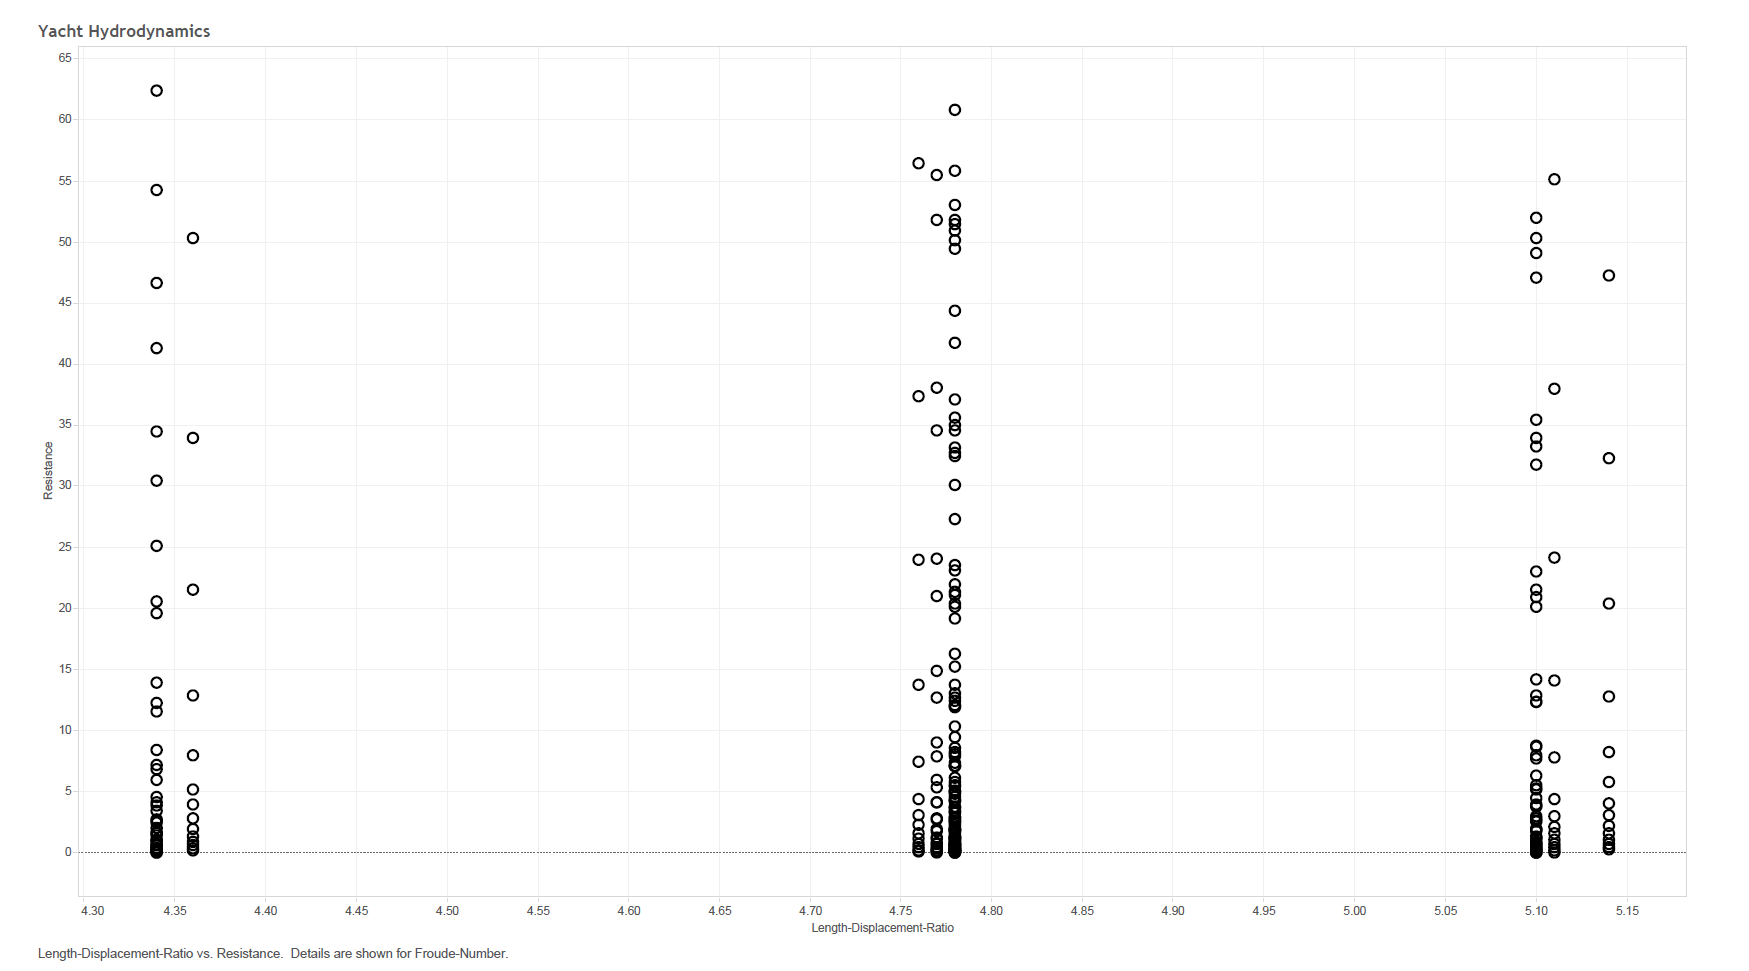 Yacht Hydrodynamics
65
60
55
50
45
40
35
30
25
20
15
10
5
0
Resistance
4.30 4.35 4.40 4.45 4.50 4.55 4.60 4.65 4.70 4.75 4.80 4.85 4.90 4.95 5.00 5.05 5.10 5.15
Length-Displacement-Ratio
Length-Displacement-Ratio vs. Resistance.  Details are shown for Froude-Number.